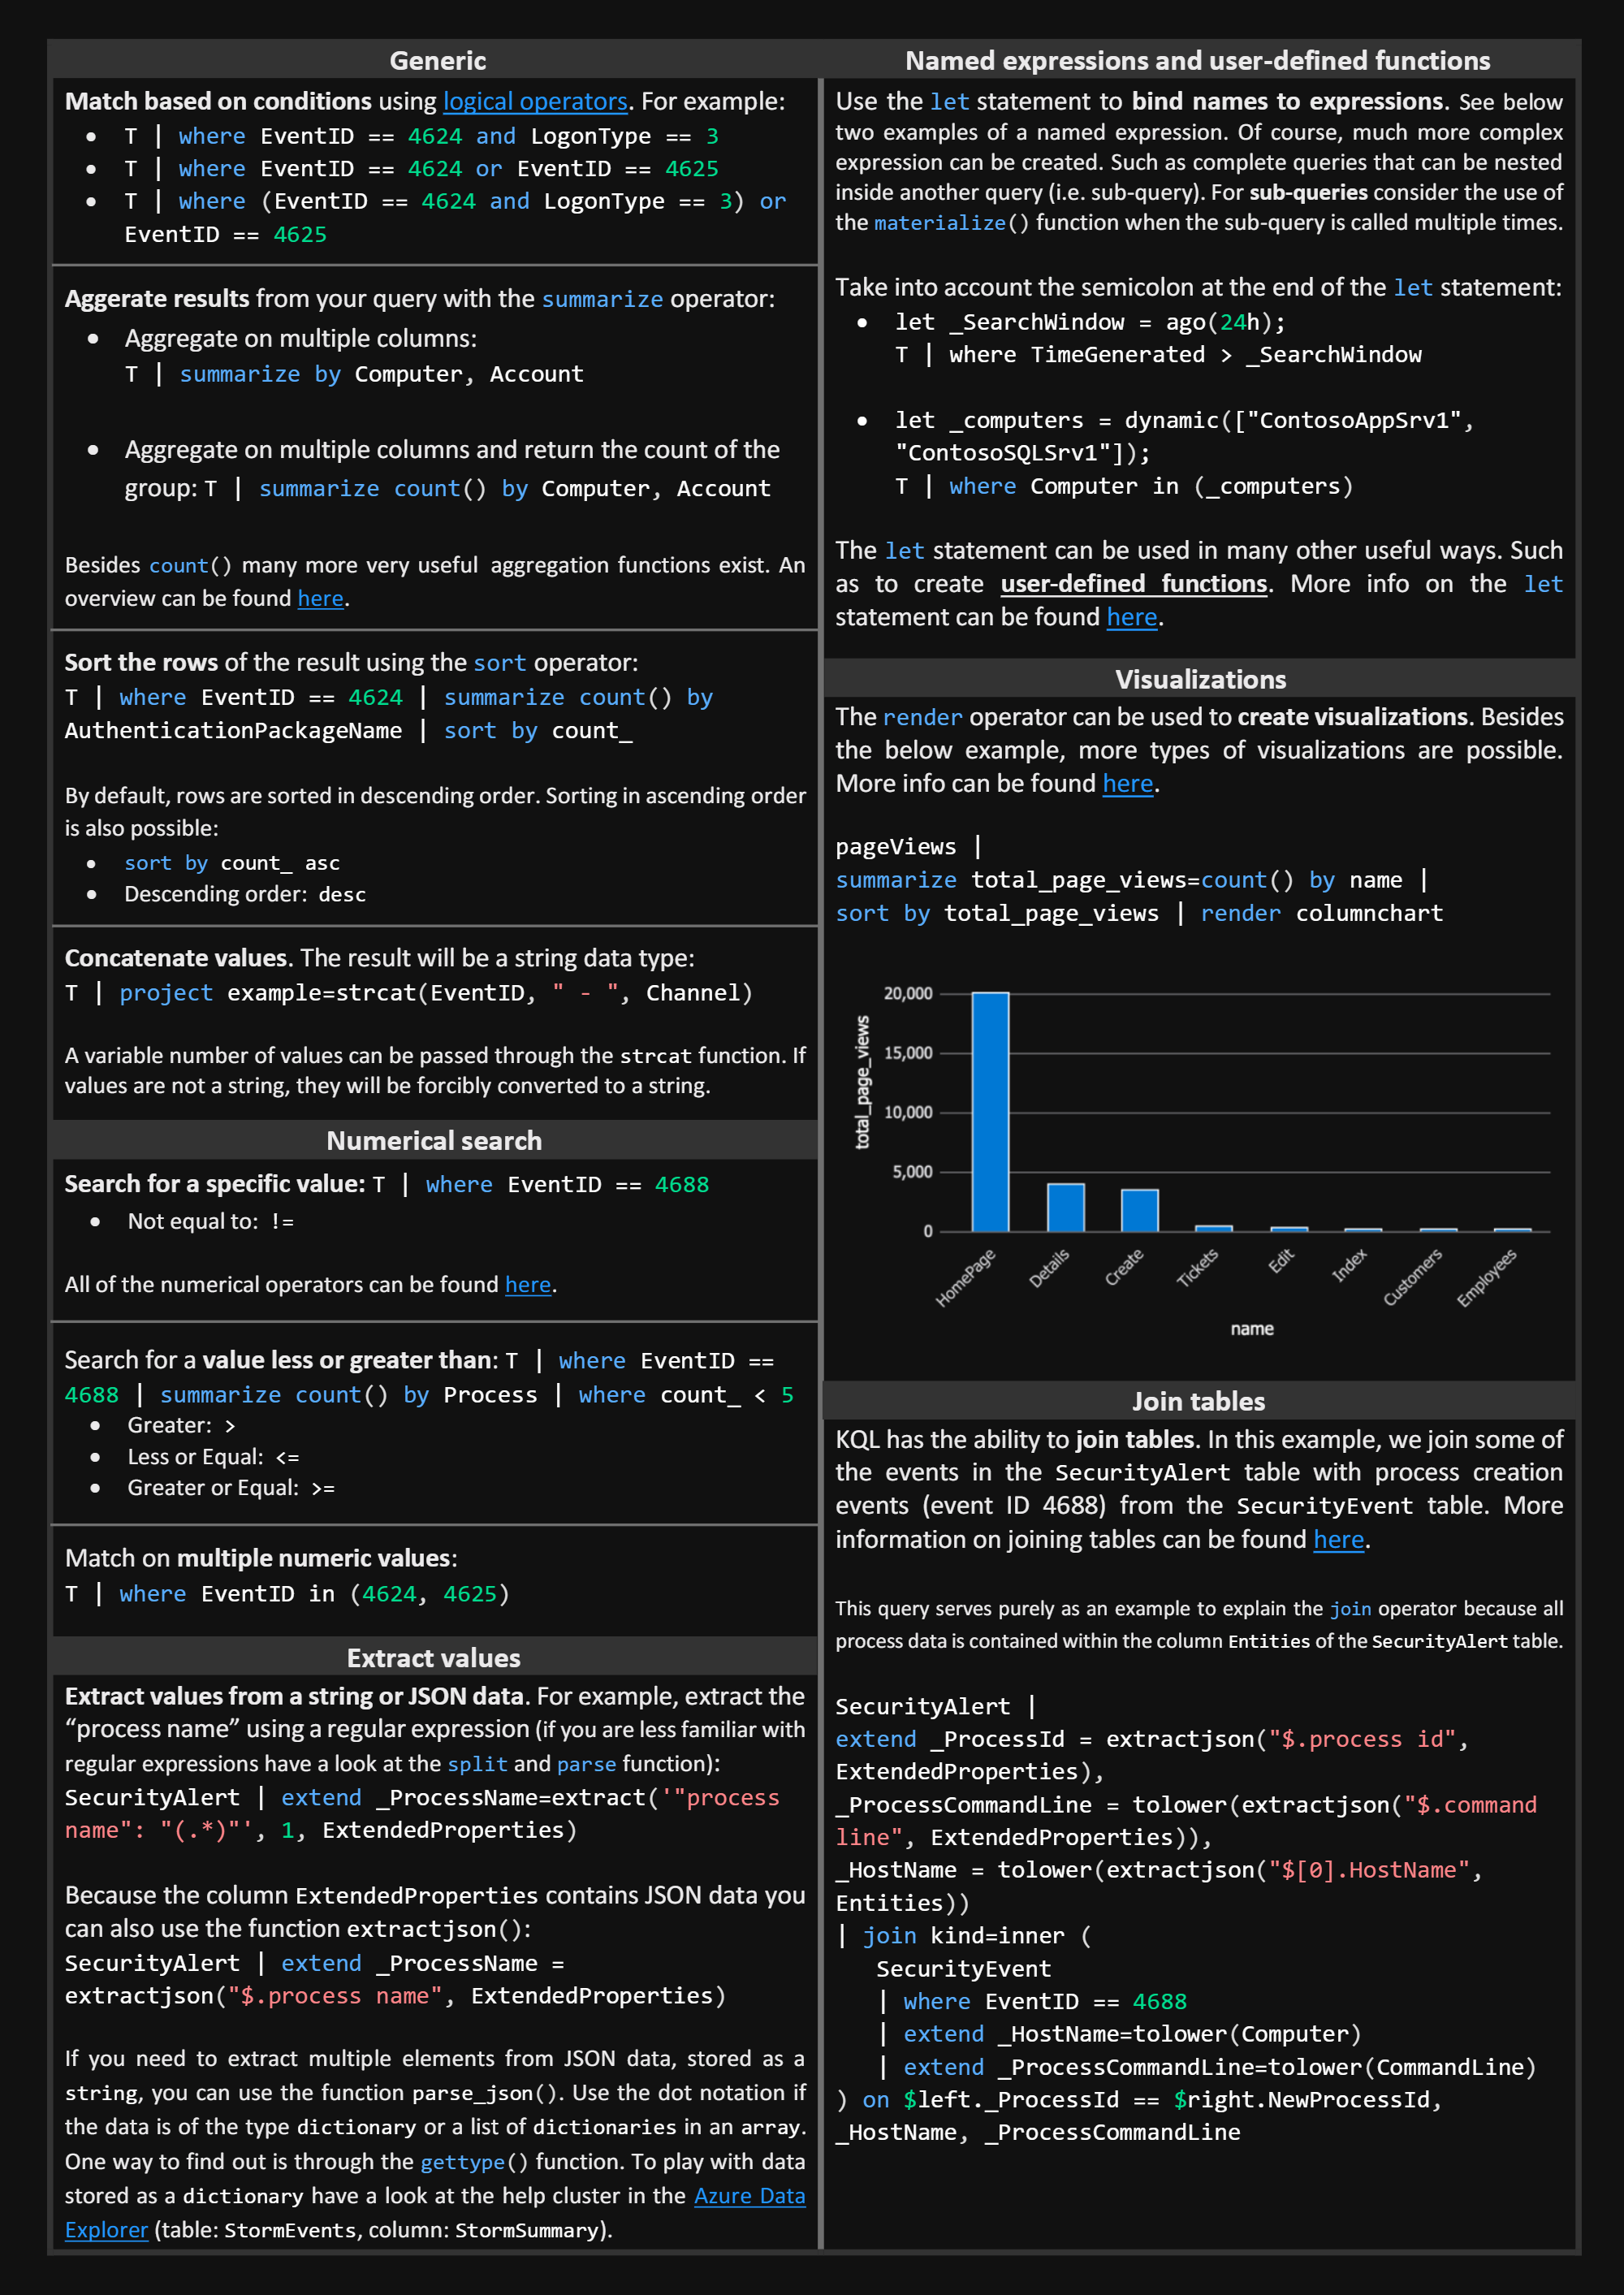 Generic
Match based on conditions using logical operators. For example:
• T | where EventID == 4624 and LogonType == 3
• T | where EventID == 4624 or EventID == 4625
• T | where (EventID == 4624 and LogonType == 3) or
EventID == 4625
Aggerate results from your query with the summarize operator:
• Aggregate on multiple columns:
T | summarize by Computer, Account
• Aggregate on multiple columns and return the count of the
group: T | summarize count() by Computer, Account
Besides count() many more very useful aggregation functions exist. An
overview can be found here.
Sort the rows of the result using the sort operator:
T | where EventID == 4624 | summarize count() by
AuthenticationPackageName | sort by count_
By default, rows are sorted in descending order. Sorting in ascending order
is also possible:
• sort by count_ asc
• Descending order: desc
Concatenate values. The result will be a string data type:
T | project example=strcat(EventID, " - ", Channel)
A variable number of values can be passed through the strcat function. If
values are not a string, they will be forcibly converted to a string.
Numerical search
Search for a specific value: T | where EventID == 4688
• Not equal to: !=
All of the numerical operators can be found here.
Search for a value less or greater than: T | where EventID ==
4688 | summarize count() by Process | where count_ < 5
• Greater: >
• Less or Equal: <=
• Greater or Equal: >=
Match on multiple numeric values:
T | where EventID in (4624, 4625)
Extract values
Extract values from a string or JSON data. For example, extract the
“process name” using a regular expression (if you are less familiar with
regular expressions have a look at the split and parse function):
SecurityAlert | extend _ProcessName=extract('"process
name": "(.*)"', 1, ExtendedProperties)
Because the column ExtendedProperties contains JSON data you
can also use the function extractjson():
SecurityAlert | extend _ProcessName =
extractjson("$.process name", ExtendedProperties)
If you need to extract multiple elements from JSON data, stored as a
string, you can use the function parse_json(). Use the dot notation if
the data is of the type dictionary or a list of dictionaries in an array.
One way to find out is through the gettype() function. To play with data
stored as a dictionary have a look at the help cluster in the Azure Data
Explorer (table: StormEvents, column: StormSummary).
Named expressions and user-defined functions
Use the let statement to bind names to expressions. See below
two examples of a named expression. Of course, much more complex
expression can be created. Such as complete queries that can be nested
inside another query (i.e. sub-query). For sub-queries consider the use of
the materialize() function when the sub-query is called multiple times.
Take into account the semicolon at the end of the let statement:
• let _SearchWindow = ago(24h);
T | where TimeGenerated > _SearchWindow
• let _computers = dynamic(["ContosoAppSrv1",
"ContosoSQLSrv1"]);
T | where Computer in (_computers)
The let statement can be used in many other useful ways. Such
as to create user-defined functions. More info on the let
statement can be found here.
Visualizations
The render operator can be used to create visualizations. Besides
the below example, more types of visualizations are possible.
More info can be found here.
pageViews |
summarize total_page_views=count() by name |
sort by total_page_views | render columnchart
total_page_views
20,000
15,000
10,000
5,000
0
HomePage
Details
Create
Tickets
Edit
Index
Customers
Employees
name
Join tables
KQL has the ability to join tables. In this example, we join some of
the events in the SecurityAlert table with process creation
events (event ID 4688) from the SecurityEvent table. More
information on joining tables can be found here.
This query serves purely as an example to explain the join operator because all
process data is contained within the column Entities of the SecurityAlert table.
SecurityAlert |
extend _ProcessId = extractjson("$.process id",
ExtendedProperties),
_ProcessCommandLine = tolower(extractjson("$.command
line", ExtendedProperties)),
_HostName = tolower(extractjson("$[0].HostName",
Entities))
| join kind=inner (
SecurityEvent
| where EventID == 4688
| extend _HostName=tolower(Computer)
| extend _ProcessCommandLine=tolower(CommandLine)
) on $left._ProcessId == $right.NewProcessId,
_HostName, _ProcessCommandLine